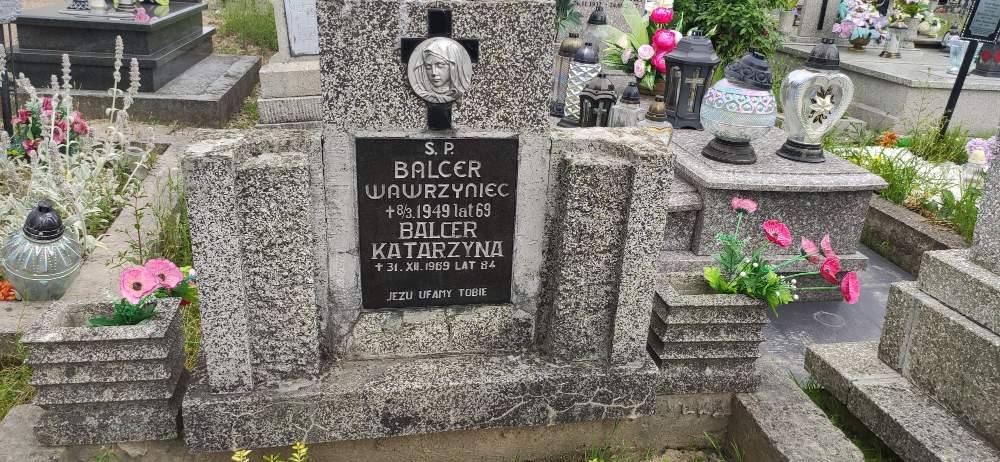 S. P.
BALCER
WAWRZYNIEC
+ 8/3. 1949 lat 69
BALCER
KATARZYNA
+ 31. XII. 1969 LAT 84
JEZU UFAMY TOBIE